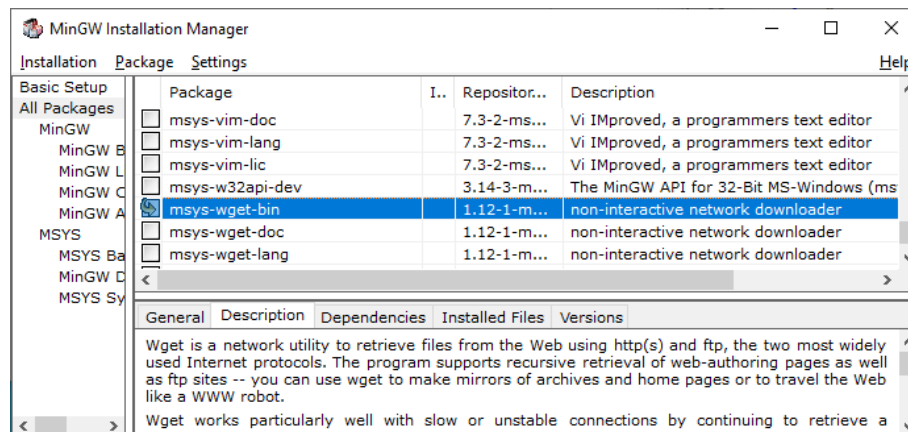 MinGW Installation Manager
Installation Package Settings Help
Basic Setup
All Packages
MinGW
MinGW B
MinGW L
MinGW C
MinGW A
MSYS
MSYS Ba
MinGW D
MSYS Sy
Package I.. Repositor... Description
msys-vim-doc 7.3-2-ms... Vi IMproved, a programmers text editor
msys-vim-lang 7.3-2-ms... Vi IMproved, a programmers text editor
msys-vim-lic 7.3-2-ms... Vi IMproved, a programmers text editor
msys-w32api-dev 3.14-3-m... The MinGW API for 32-Bit MS-Windows (ms
msys-wget-bin 1.12-1-m... non-interactive network downloader
msys-wget-doc 1.12-1-m... non-interactive network downloader
msys-wget-lang 1.12-1-m... non-interactive network downloader
General Description Dependencies Installed Files Versions
Wget is a network utility to retrieve files from the Web using http(s) and ftp, the two most widely
used Internet protocols. The program supports recursive retrieval of web-authoring pages as well
as ftp sites -- you can use wget to make mirrors of archives and home pages or to travel the Web
like a WWW robot.
Wget works particularly well with slow or unstable connections by continuing to retrieve a